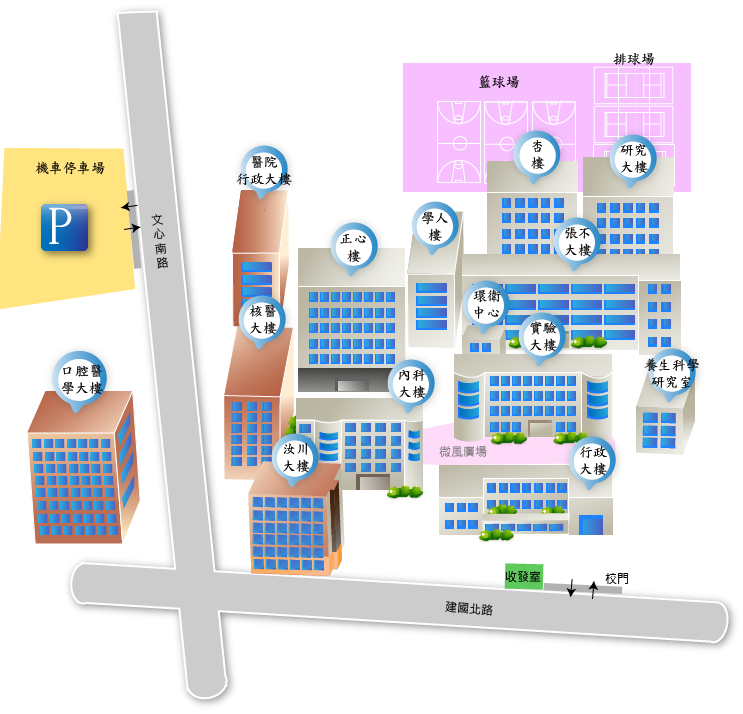 排球場
籃球場
杏
樓
研究
大樓
機車停車場
P
醫院
行政大樓
學人
樓
文心南路
正心
樓
張不
大樓
環衛
中心
核醫
大樓
實驗
大樓
口腔醫
學大樓
內科
大樓
養生科學
研究室
微風廣場
汝川
大樓
行政
大樓
收發室
校門
建國北路